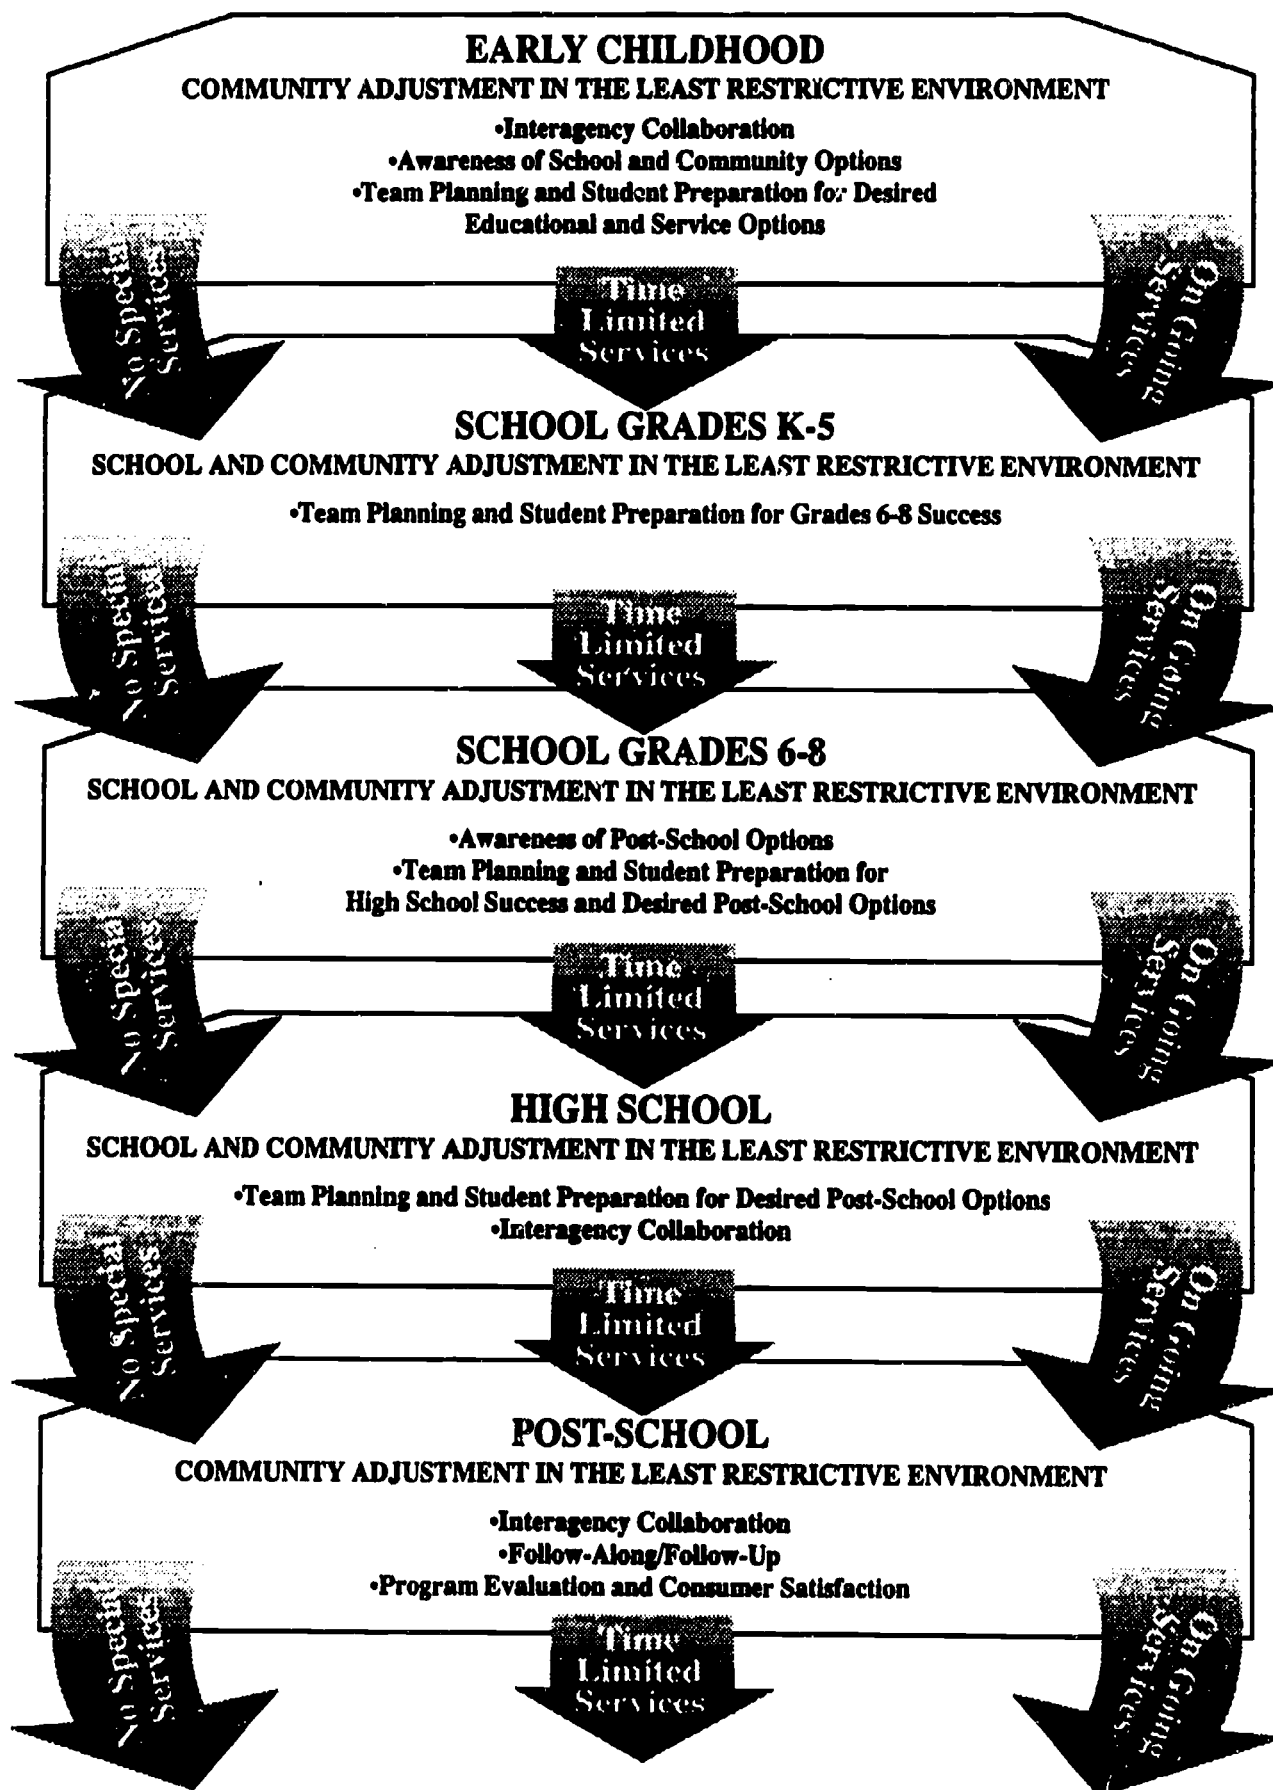 EARLY CHILDHOOD
COMMUNITY ADJUSTMENT IN THE LEAST RESTRICTIVE ENVIRONMENT
•Interagency Collaboration
•Awareness of School and Community Options
•Team Planning and Student Preparation for Desired
Educational and Service Options
No Special
Services
Time
Limited
Services
On Going
Services
SCHOOL GRADES K-5
SCHOOL AND COMMUNITY ADJUSTMENT IN THE LEAST RESTRICTIVE ENVIRONMENT
•Team Planning and Student Preparation for Grades 6-8 Success
No Special
Services
Time
Limited
Services
On Going
Services
SCHOOL GRADES 6-8
SCHOOL AND COMMUNITY ADJUSTMENT IN THE LEAST RESTRICTIVE ENVIRONMENT
•Awareness of Post-School Options
•Team Planning and Student Preparation for
High School Success and Desired Post-School Options
No Special
Services
Time
Limited
Services
On Going
Services
HIGH SCHOOL
SCHOOL AND COMMUNITY ADJUSTMENT IN THE LEAST RESTRICTIVE ENVIRONMENT
•Team Planning and Student Preparation for Desired Post-School Options
•Interagency Collaboration
No Special
Services
Time
Limited
Services
On Going
Services
POST-SCHOOL
COMMUNITY ADJUSTMENT IN THE LEAST RESTRICTIVE ENVIRONMENT
•Interagency Collaboration
•Follow-Along/Follow-Up
•Program Evaluation and Consumer Satisfaction
No Special
Services
Time
Limited
Services
On Going
Services